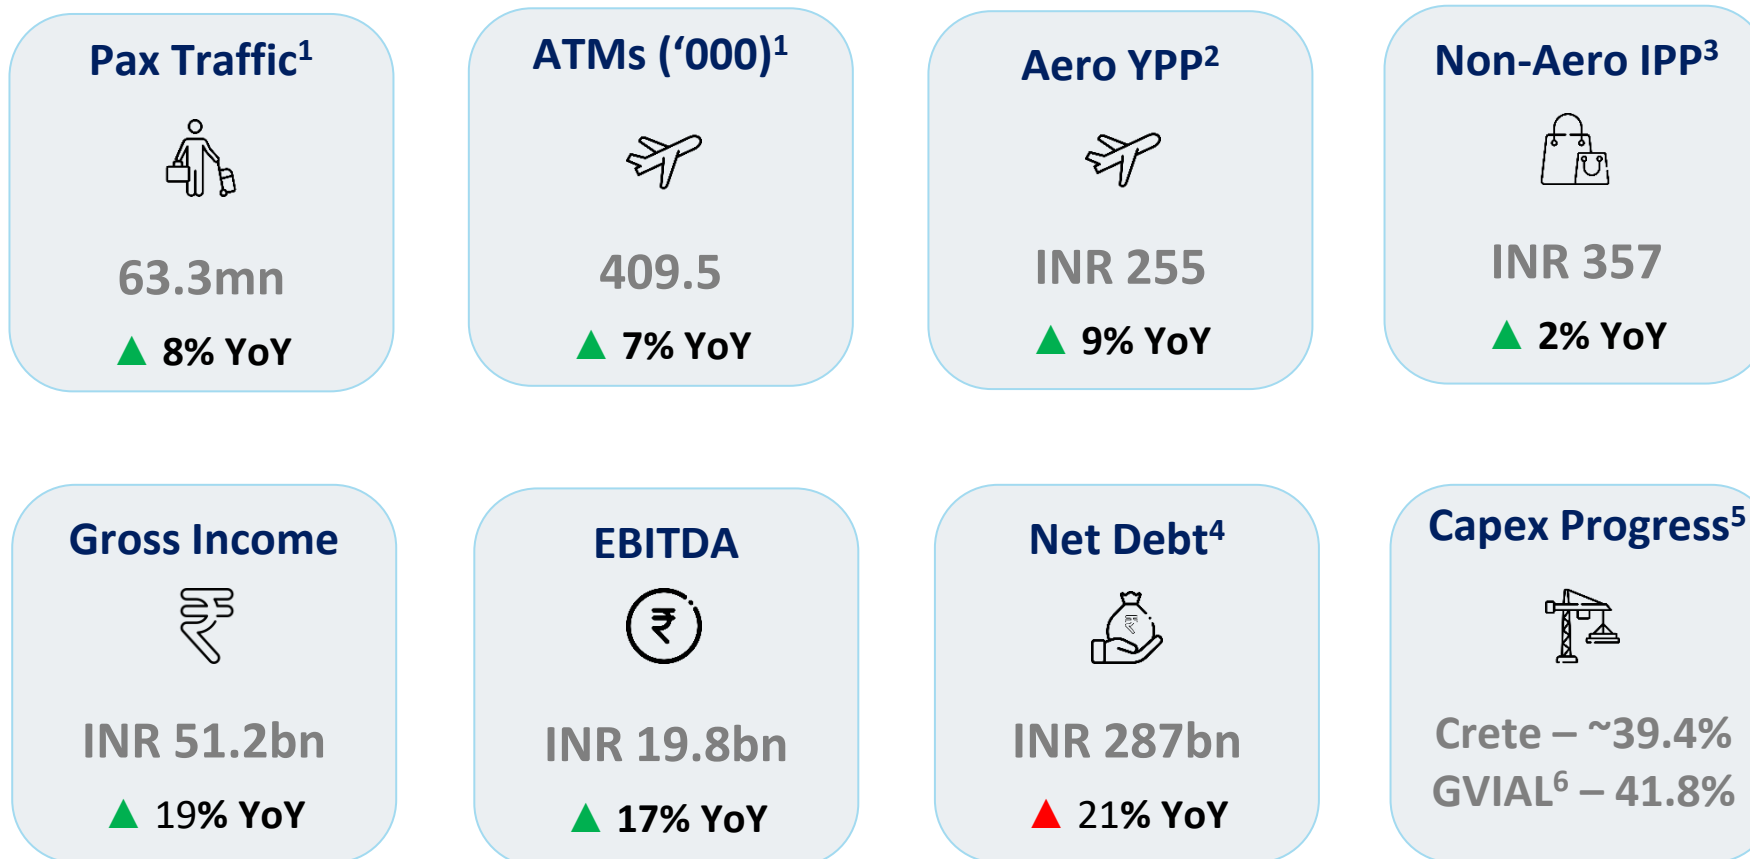 Pax Traffic¹
63.3mn
▲ 8% YoY
ATMs (‘000)¹
409.5
▲ 7% YoY
Aero YPP²
INR 255
▲ 9% YoY
Non-Aero IPP³
INR 357
▲ 2% YoY
Gross Income
₹
INR 51.2bn
▲ 19% YoY
EBITDA
₹
INR 19.8bn
▲ 17% YoY
Net Debt⁴
₹
INR 287bn
▲ 21% YoY
Capex Progress⁵
Crete – ~39.4%
GVIAL⁶ – 41.8%